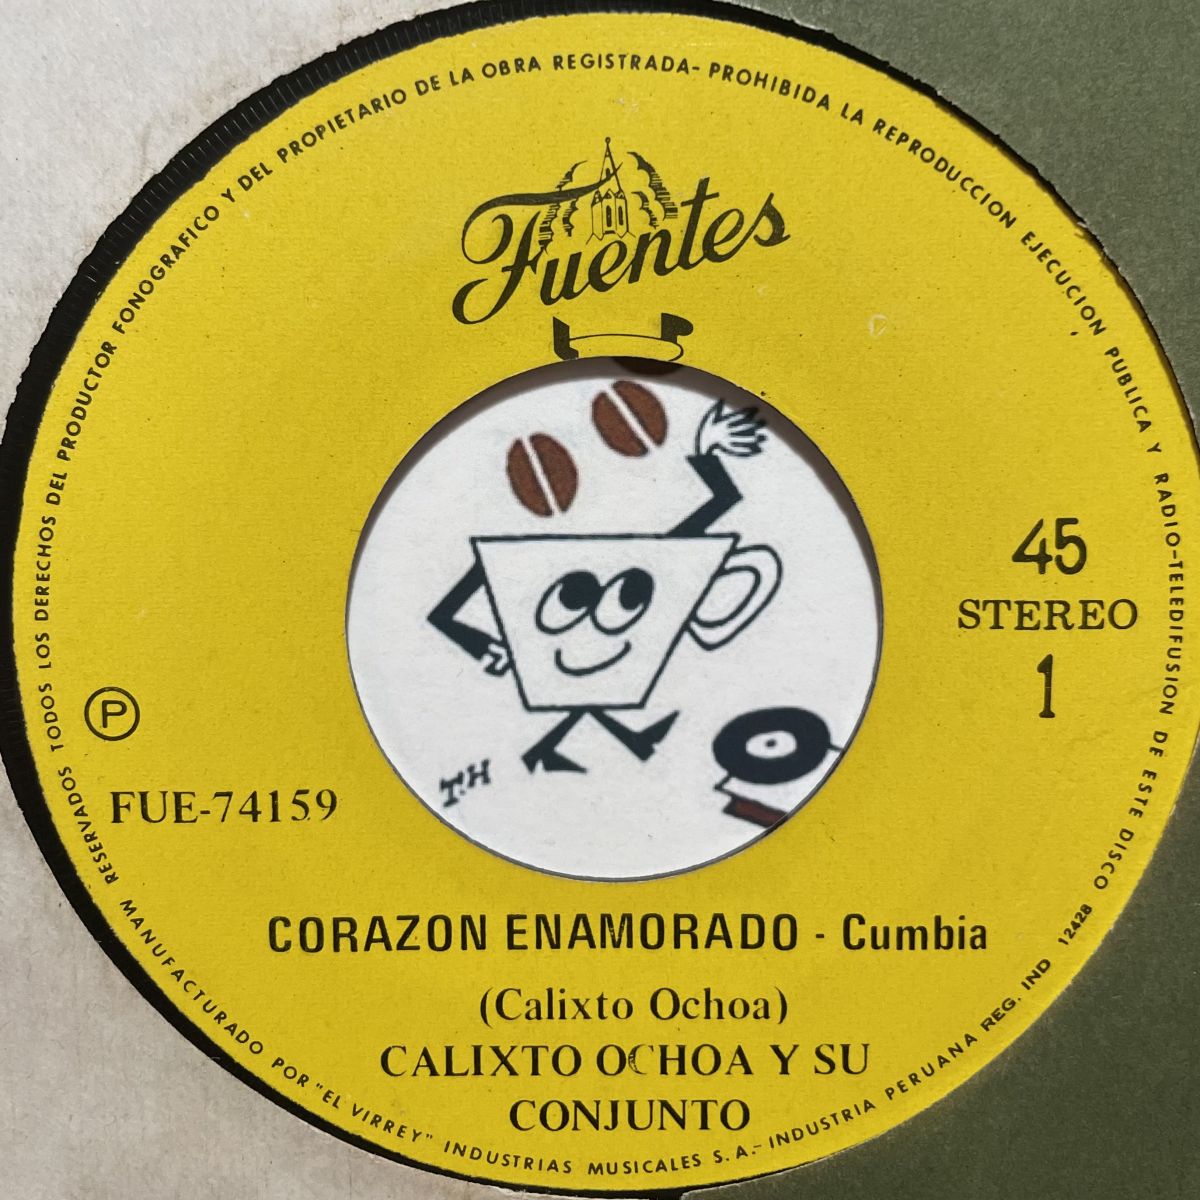 RESERVADOS TODOS LOS DERECHOS DEL PRODUCTOR FONOGRAFICO Y DEL PROPIETARIO DE LA OBRA REGISTRADA- PROHIBIDA LA REPRODUCCION EJECUCION PUBLICA Y RADIO-TELEDIFUSION DE ESTE DISCO
Fuentes
45
STEREO
1
P
FUE-74159
T.H
CORAZON ENAMORADO - Cumbia
(Calixto Ochoa)
CALIXTO OCHOA Y SU
CONJUNTO
MANUFACTURADO POR "EL VIRREY" INDUSTRIAS MUSICALES S.A.- INDUSTRIA PERUANA REG. IND 12428